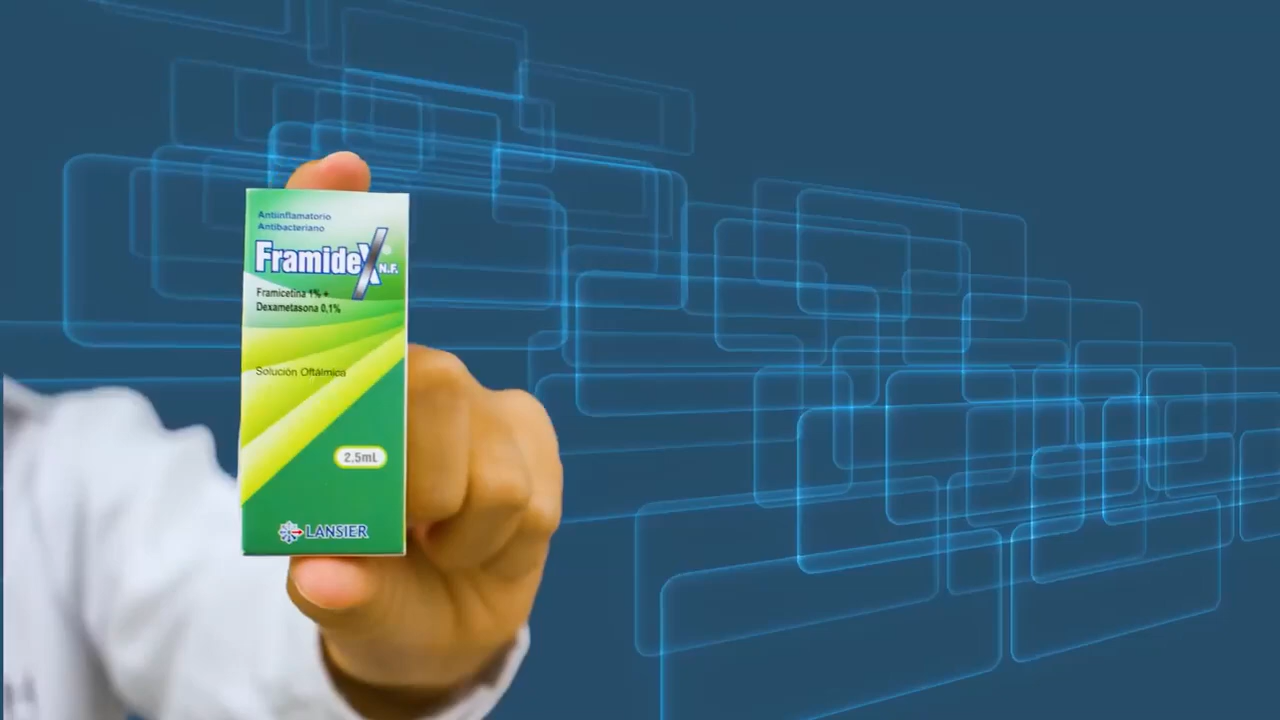 Antiinflamatorio
Antibacteriano
FramideX® N.F.
Framicetina 1% +
Dexametasona 0,1%
Solución Oftálmica
2,5mL
LANSIER